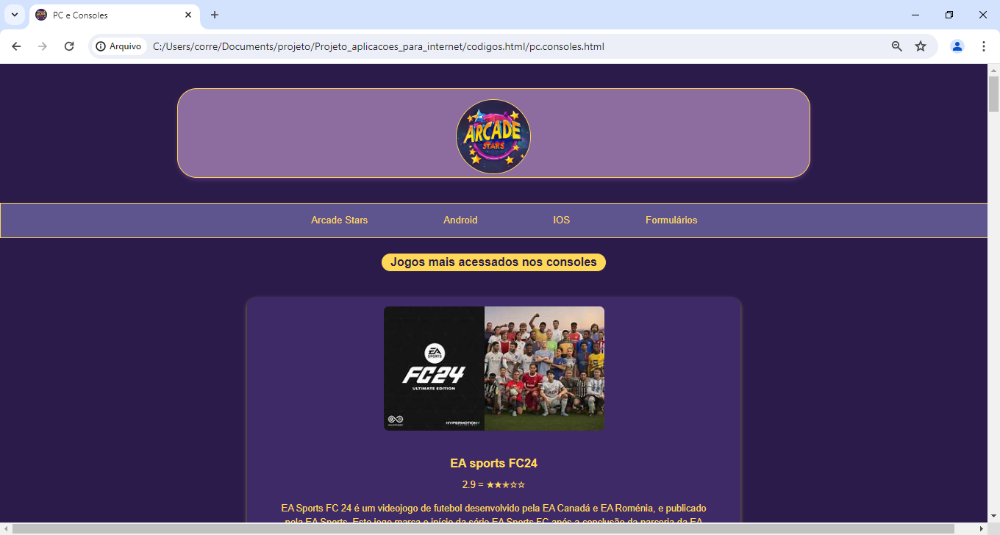 PC e Consoles
Arquivo
C:/Users/corre/Documents/projeto/Projeto_aplicacoes_para_internet/codigos.html/pc.consoles.html
ARCADE
STARS
Arcade Stars Android IOS Formulários
Jogos mais acessados nos consoles
EA
SPORTS
FC24
ULTIMATE EDITION
HYPERMOTION
EA sports FC24
2.9 = ★★★☆☆
EA Sports FC 24 é um videojogo de futebol desenvolvido pela EA Canadá e EA Roménia, e publicado
pela EA Sports. Este jogo marca o início da série EA Sports FC após a conclusão da parceria da EA